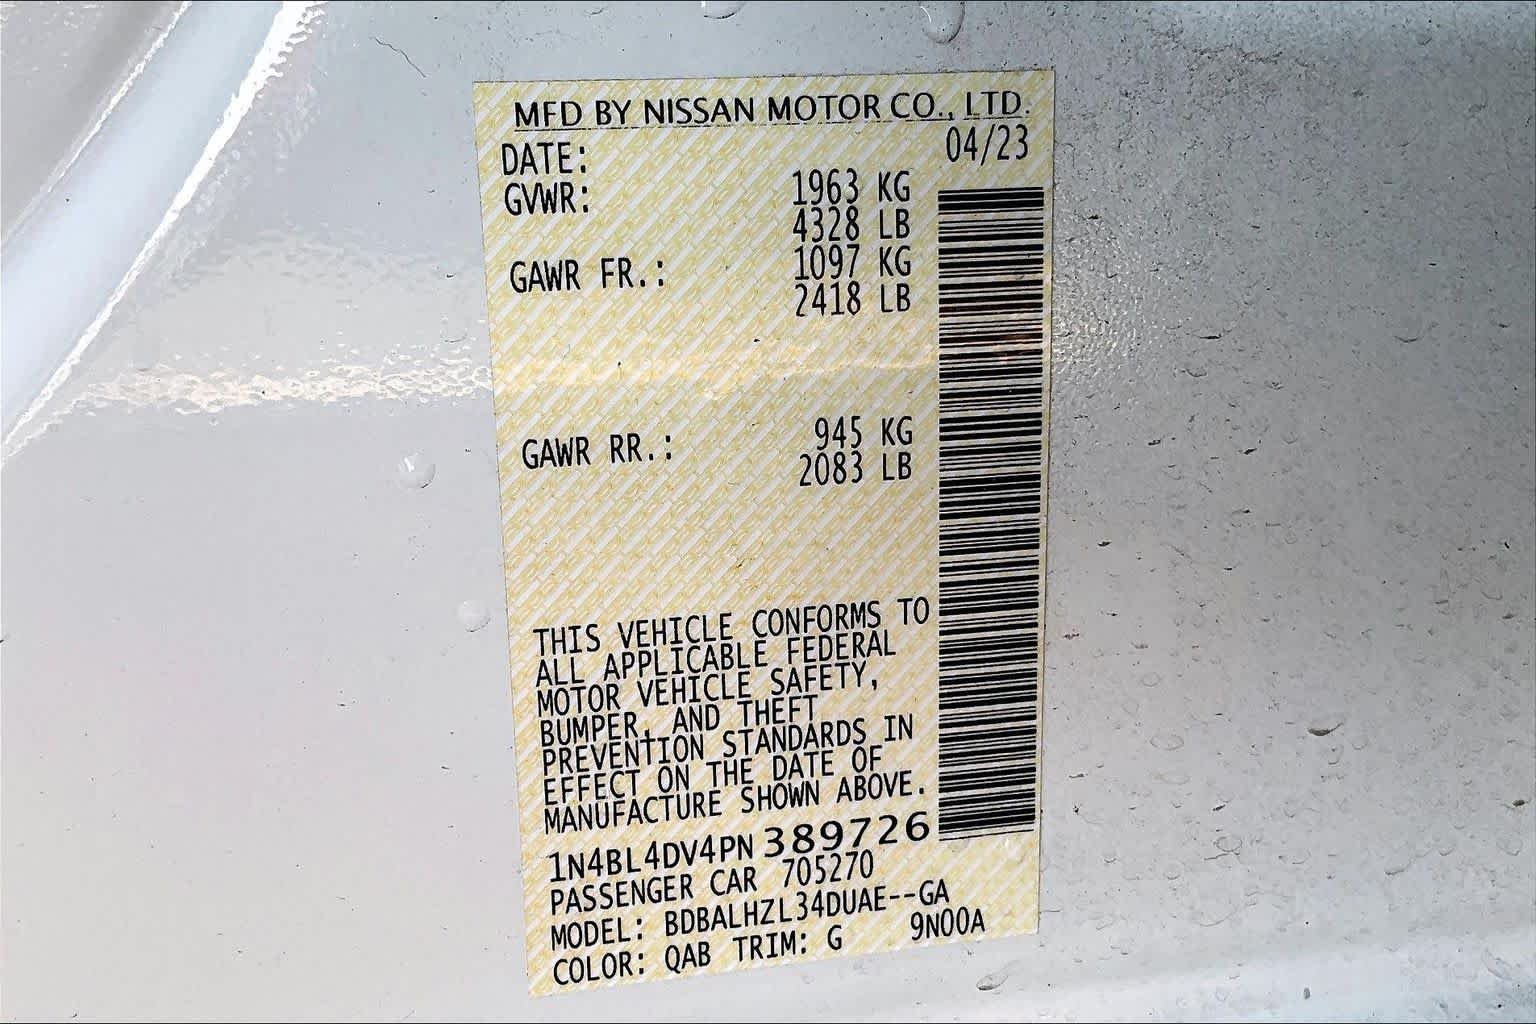 MFD BY NISSAN MOTOR CO., LTD.
DATE: 04/23
GVWR: 1963 KG
4328 LB
GAWR FR.: 1097 KG
2418 LB
GAWR RR.: 945 KG
2083 LB
THIS VEHICLE CONFORMS TO
ALL APPLICABLE FEDERAL
MOTOR VEHICLE SAFETY,
BUMPER, AND THEFT
PREVENTION STANDARDS IN
EFFECT ON THE DATE OF
MANUFACTURE SHOWN ABOVE.
1N4BL4DV4PN389726
PASSENGER CAR 705270
MODEL: BDBALHZL34DUAE--GA
COLOR: QAB TRIM: G 9N00A